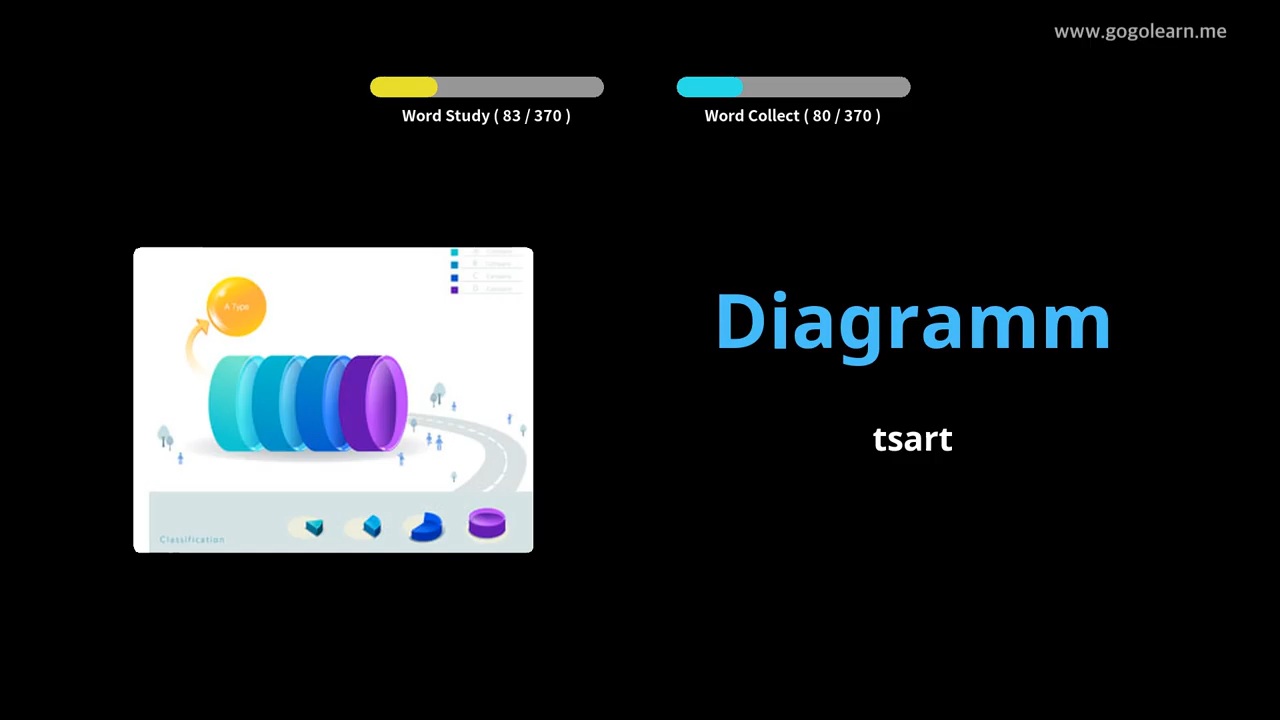 www.gogolearn.me
Word Study ( 83 / 370 )
Word Collect ( 80 / 370 )
A Type
C
Diagramm
tsart
Classification